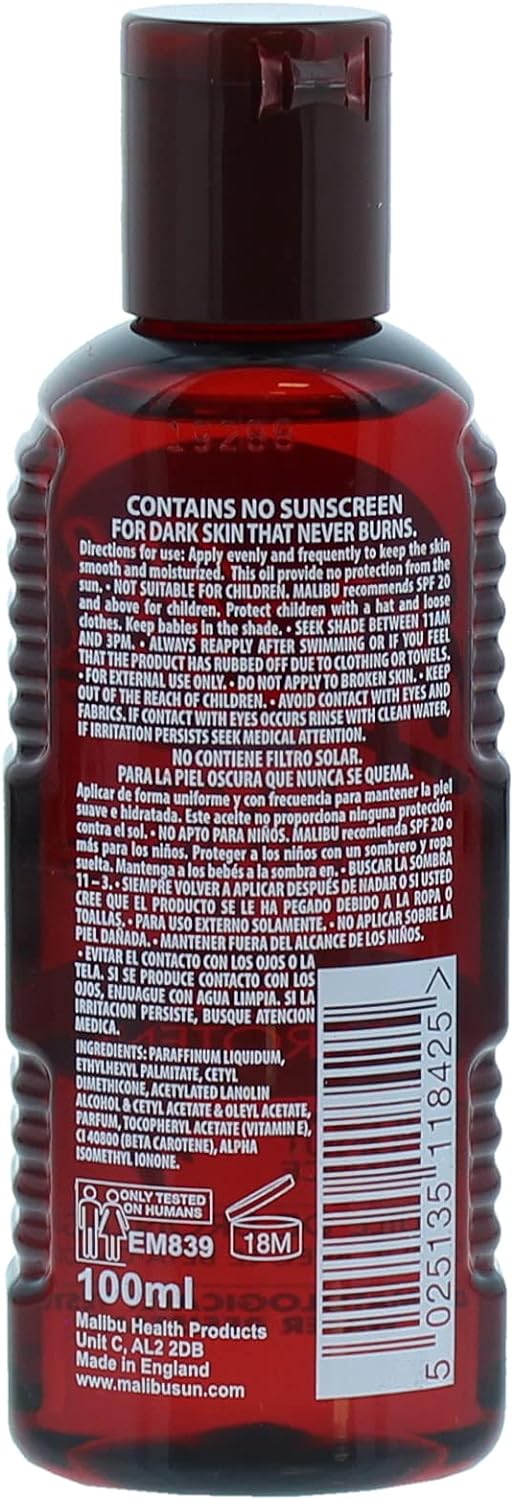 19288
CONTAINS NO SUNSCREEN
FOR DARK SKIN THAT NEVER BURNS.
Directions for use: Apply evenly and frequently to keep the skin
smooth and moisturized. This oil provide no protection from the
sun. • NOT SUITABLE FOR CHILDREN. MALIBU recommends SPF 20
and above for children. Protect children with a hat and loose
clothes. Keep babies in the shade. • SEEK SHADE BETWEEN 11AM
AND 3PM. • ALWAYS REAPPLY AFTER SWIMMING OR IF YOU FEEL
THAT THE PRODUCT HAS RUBBED OFF DUE TO CLOTHING OR TOWELS.
• FOR EXTERNAL USE ONLY. • DO NOT APPLY TO BROKEN SKIN. • KEEP
OUT OF THE REACH OF CHILDREN. • AVOID CONTACT WITH EYES AND
FABRICS. IF CONTACT WITH EYES OCCURS RINSE WITH CLEAN WATER,
IF IRRITATION PERSISTS SEEK MEDICAL ATTENTION.
NO CONTIENE FILTRO SOLAR.
PARA LA PIEL OSCURA QUE NUNCA SE QUEMA.
Aplicar de forma uniforme y con frecuencia para mantener la piel
suave e hidratada. Este aceite no proporciona ninguna protección
contra el sol. • NO APTO PARA NIÑOS. MALIBU recomienda SPF 20 o
más para los niños. Proteger a los niños con un sombrero y ropa
suelta. Mantenga a los bebés a la sombra en. • BUSCAR LA SOMBRA
11 – 3. • SIEMPRE VOLVER A APLICAR DESPUÉS DE NADAR O SI USTED
CREE QUE EL PRODUCTO SE LE HA PEGADO DEBIDO A LA ROPA O
TOALLAS. • PARA USO EXTERNO SOLAMENTE. • NO APLICAR SOBRE LA
PIEL DAÑADA. • MANTENER FUERA DEL ALCANCE DE LOS NIÑOS.
• EVITAR EL CONTACTO CON LOS OJOS O LA
TELA. SI SE PRODUCE CONTACTO CON LOS
OJOS, ENJUAGUE CON AGUA LIMPIA. SI LA
IRRITACION PERSISTE, BUSQUE ATENCION
MEDICA.
INGREDIENTS: PARAFFINUM LIQUIDUM,
ETHYLHEXYL PALMITATE, CETYL
DIMETHICONE, ACETYLATED LANOLIN
ALCOHOL & CETYL ACETATE & OLEYL ACETATE,
PARFUM, TOCOPHERYL ACETATE (VITAMIN E),
CI 40800 (BETA CAROTENE), ALPHA
ISOMETHYL IONONE.
ONLY TESTED
ON HUMANS
EM839
18M
100ml
Malibu Health Products
Unit C, AL2 2DB
Made in England
www.malibusun.com
5 025135 118425 >